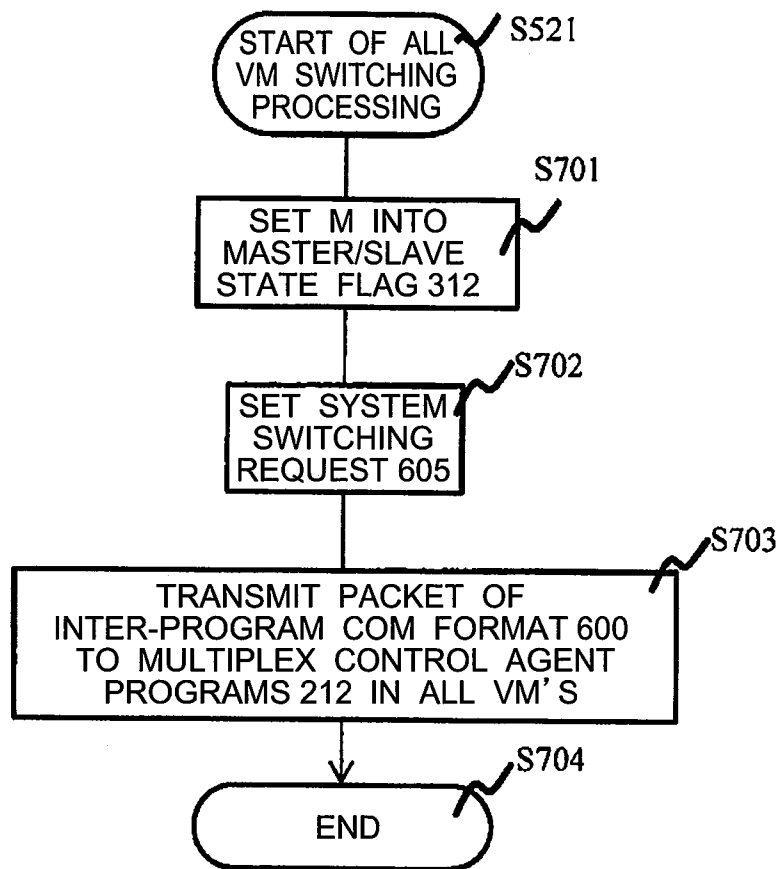 START OF ALL
VM SWITCHING
PROCESSING
S521
S701
SET M INTO
MASTER/SLAVE
STATE FLAG 312
S702
SET SYSTEM
SWITCHING
REQUEST 605
S703
TRANSMIT PACKET OF
INTER-PROGRAM COM FORMAT 600
TO MULTIPLEX CONTROL AGENT
PROGRAMS 212 IN ALL VM'S
S704
END